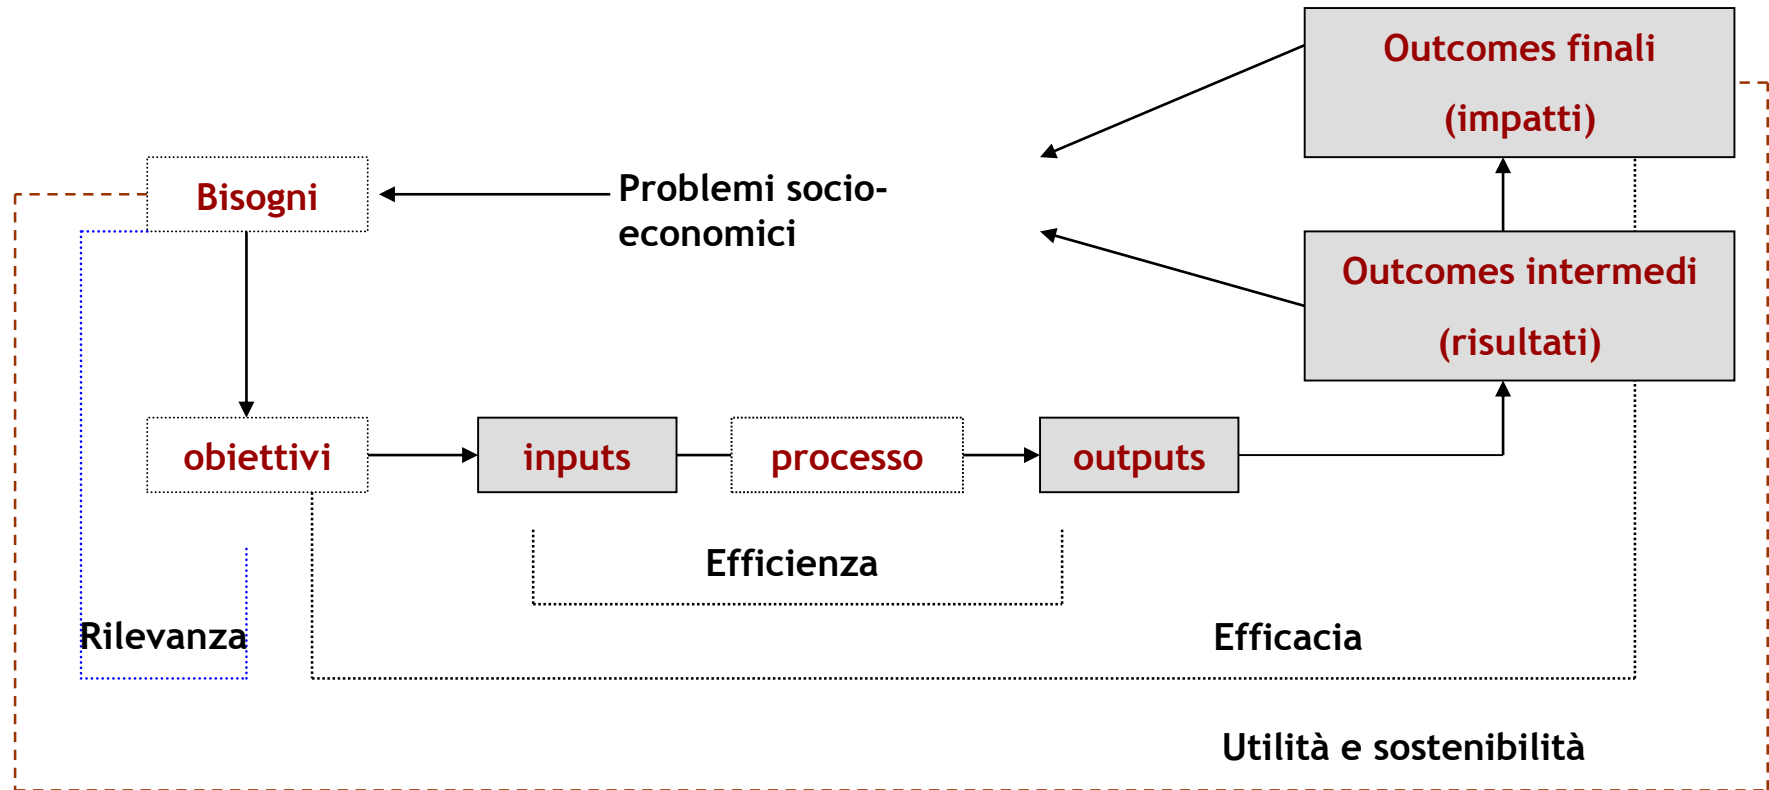 Outcomes finali
(impatti)
Bisogni
Problemi socio-
economici
Outcomes intermedi
(risultati)
obiettivi
inputs
processo
outputs
Efficienza
Rilevanza
Efficacia
Utilità e sostenibilità